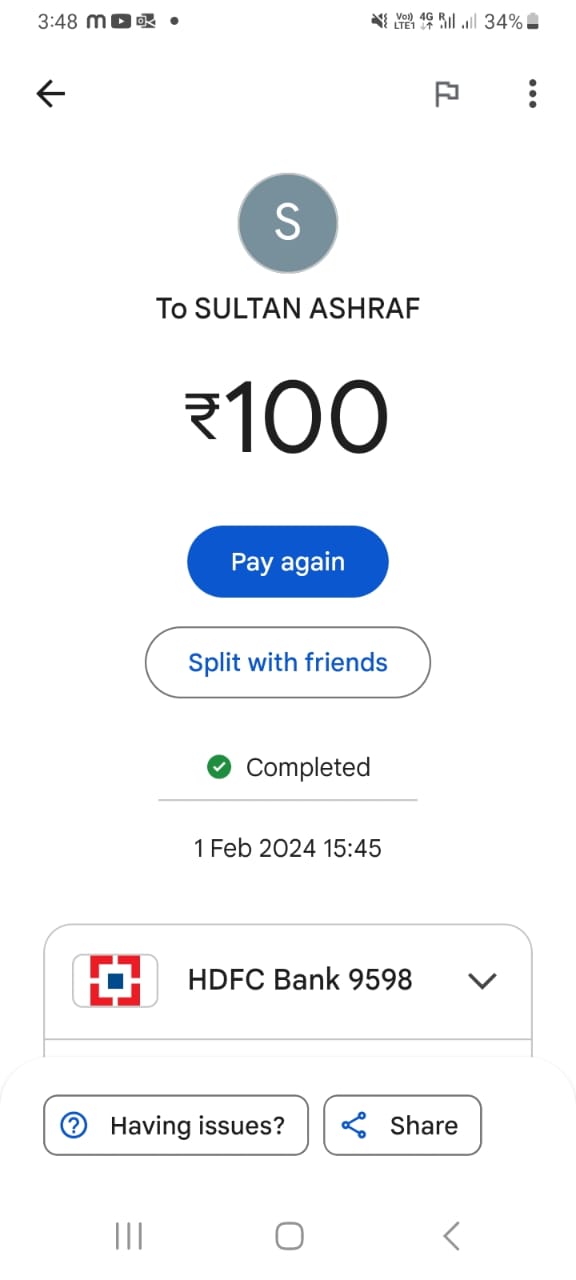 3:48 34%
Vo)) 4G R
LTE1
S
To SULTAN ASHRAF
₹100
Pay again
Split with friends
Completed
1 Feb 2024 15:45
HDFC Bank 9598
Having issues? Share